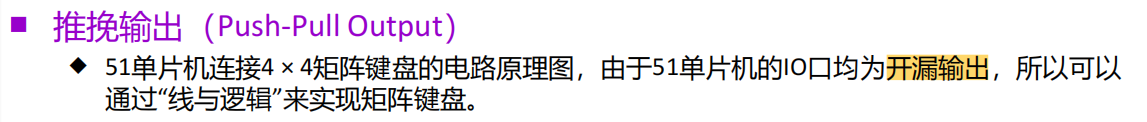 ■ 推挽输出（Push-Pull Output）
◆ 51单片机连接4 × 4矩阵键盘的电路原理图，由于51单片机的IO口均为开漏输出，所以可以
通过“线与逻辑”来实现矩阵键盘。